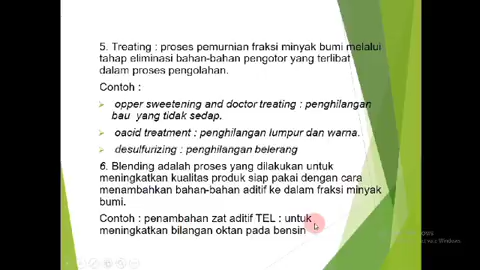 5. Treating : proses pemurnian fraksi minyak bumi melalui
tahap eliminasi bahan-bahan pengotor yang terlibat
dalam proses pengolahan.
Contoh :
opper sweetening and doctor treating : penghilangan
bau yang tidak sedap.
oacid treatment : penghilangan lumpur dan warna.
desulfurizing : penghilangan belerang
6. Blending adalah proses yang dilakukan untuk
meningkatkan kualitas produk siap pakai dengan cara
menambahkan bahan-bahan aditif ke dalam fraksi minyak
bumi.
Contoh : penambahan zat aditif TEL : untuk
meningkatkan bilangan oktan pada bensin